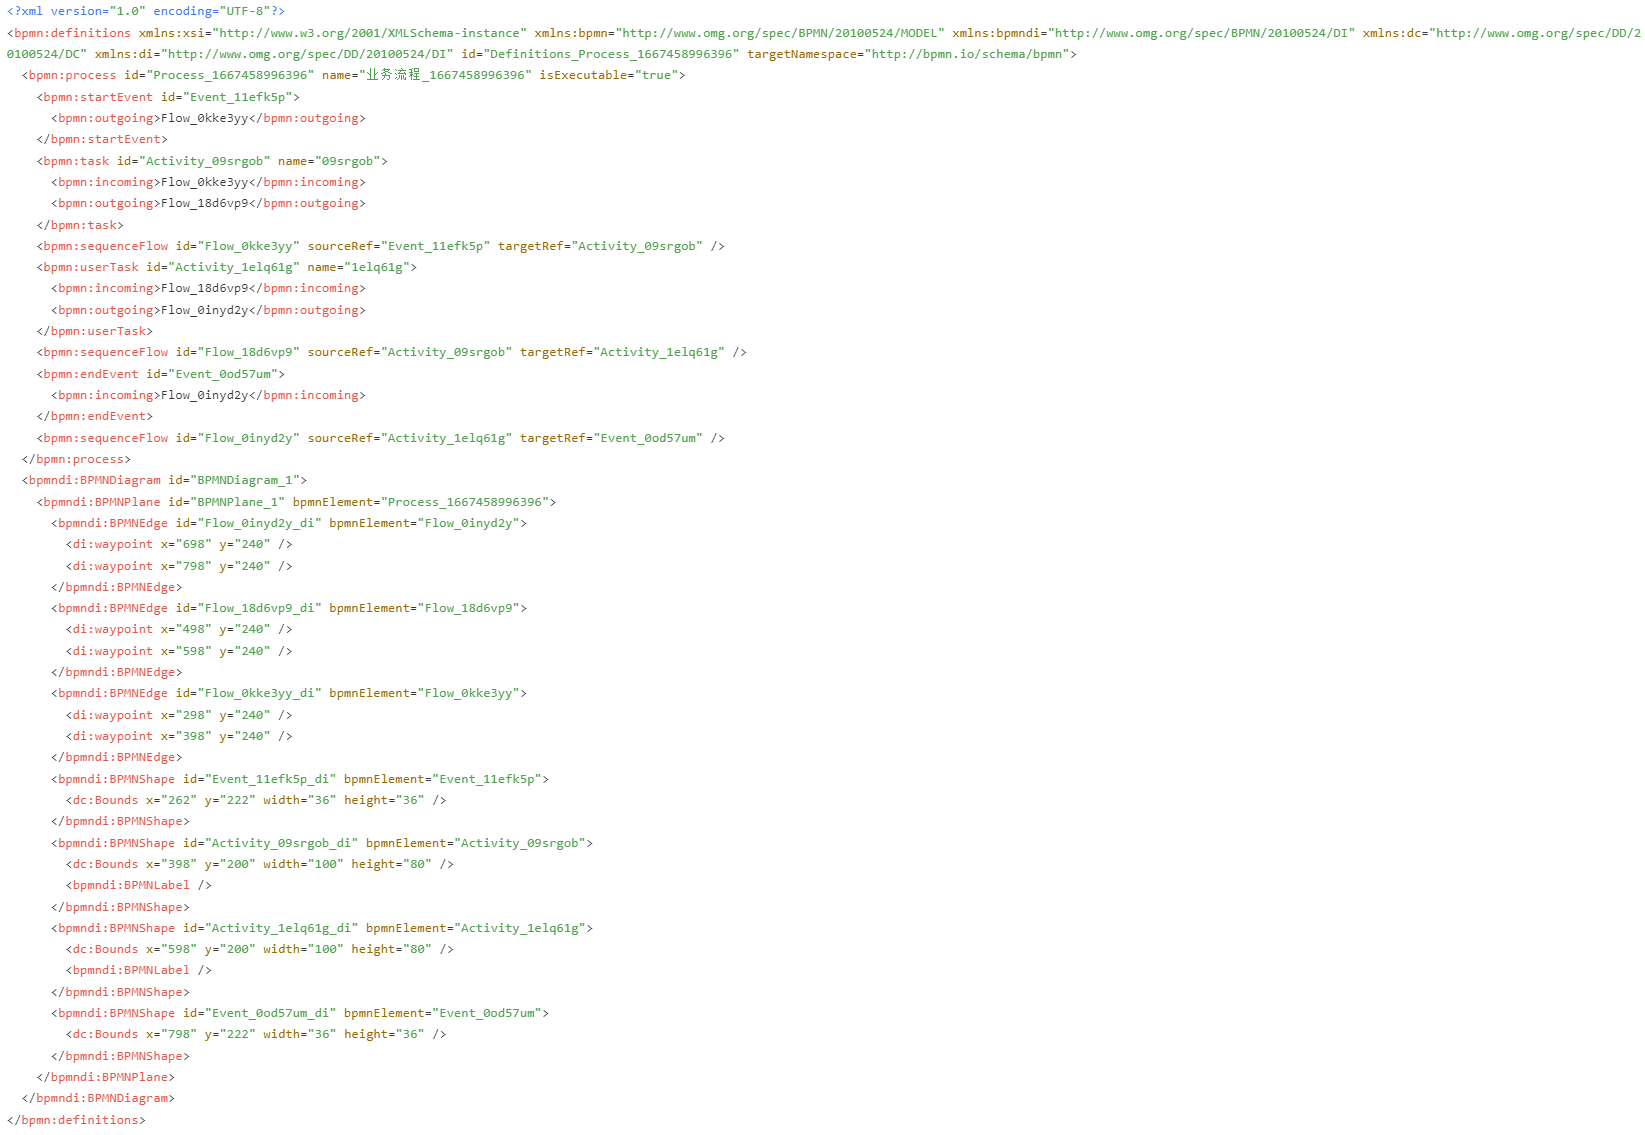 <?xml version="1.0" encoding="UTF-8"?>
<bpmn:definitions xmlns:xsi="http://www.w3.org/2001/XMLSchema-instance" xmlns:bpmn="http://www.omg.org/spec/BPMN/20100524/MODEL" xmlns:bpmndi="http://www.omg.org/spec/BPMN/20100524/DI" xmlns:dc="http://www.omg.org/spec/DD/2
0100524/DC" xmlns:di="http://www.omg.org/spec/DD/20100524/DI" id="Definitions_Process_1667458996396" targetNamespace="http://bpmn.io/schema/bpmn">
  <bpmn:process id="Process_1667458996396" name="业务流程_1667458996396" isExecutable="true">
    <bpmn:startEvent id="Event_11efk5p">
      <bpmn:outgoing>Flow_0kke3yy</bpmn:outgoing>
    </bpmn:startEvent>
    <bpmn:task id="Activity_09srgob" name="09srgob">
      <bpmn:incoming>Flow_0kke3yy</bpmn:incoming>
      <bpmn:outgoing>Flow_18d6vp9</bpmn:outgoing>
    </bpmn:task>
    <bpmn:sequenceFlow id="Flow_0kke3yy" sourceRef="Event_11efk5p" targetRef="Activity_09srgob" />
    <bpmn:userTask id="Activity_1elq61g" name="1elq61g">
      <bpmn:incoming>Flow_18d6vp9</bpmn:incoming>
      <bpmn:outgoing>Flow_0inyd2y</bpmn:outgoing>
    </bpmn:userTask>
    <bpmn:sequenceFlow id="Flow_18d6vp9" sourceRef="Activity_09srgob" targetRef="Activity_1elq61g" />
    <bpmn:endEvent id="Event_0od57um">
      <bpmn:incoming>Flow_0inyd2y</bpmn:incoming>
    </bpmn:endEvent>
    <bpmn:sequenceFlow id="Flow_0inyd2y" sourceRef="Activity_1elq61g" targetRef="Event_0od57um" />
  </bpmn:process>
  <bpmndi:BPMNDiagram id="BPMNDiagram_1">
    <bpmndi:BPMNPlane id="BPMNPlane_1" bpmnElement="Process_1667458996396">
      <bpmndi:BPMNEdge id="Flow_0inyd2y_di" bpmnElement="Flow_0inyd2y">
        <di:waypoint x="698" y="240" />
        <di:waypoint x="798" y="240" />
      </bpmndi:BPMNEdge>
      <bpmndi:BPMNEdge id="Flow_18d6vp9_di" bpmnElement="Flow_18d6vp9">
        <di:waypoint x="498" y="240" />
        <di:waypoint x="598" y="240" />
      </bpmndi:BPMNEdge>
      <bpmndi:BPMNEdge id="Flow_0kke3yy_di" bpmnElement="Flow_0kke3yy">
        <di:waypoint x="298" y="240" />
        <di:waypoint x="398" y="240" />
      </bpmndi:BPMNEdge>
      <bpmndi:BPMNShape id="Event_11efk5p_di" bpmnElement="Event_11efk5p">
        <dc:Bounds x="262" y="222" width="36" height="36" />
      </bpmndi:BPMNShape>
      <bpmndi:BPMNShape id="Activity_09srgob_di" bpmnElement="Activity_09srgob">
        <dc:Bounds x="398" y="200" width="100" height="80" />
        <bpmndi:BPMNLabel />
      </bpmndi:BPMNShape>
      <bpmndi:BPMNShape id="Activity_1elq61g_di" bpmnElement="Activity_1elq61g">
        <dc:Bounds x="598" y="200" width="100" height="80" />
        <bpmndi:BPMNLabel />
      </bpmndi:BPMNShape>
      <bpmndi:BPMNShape id="Event_0od57um_di" bpmnElement="Event_0od57um">
        <dc:Bounds x="798" y="222" width="36" height="36" />
      </bpmndi:BPMNShape>
    </bpmndi:BPMNPlane>
  </bpmndi:BPMNDiagram>
</bpmn:definitions>